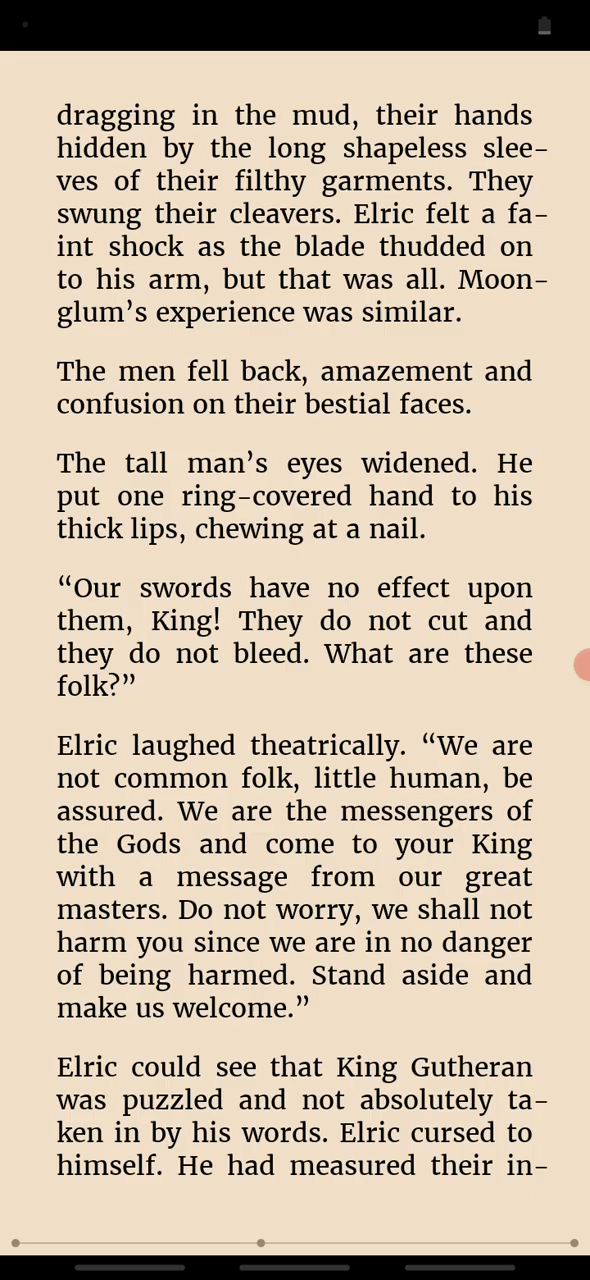 dragging in the mud, their hands
hidden by the long shapeless slee-
ves of their filthy garments. They
swung their cleavers. Elric felt a fa-
int shock as the blade thudded on
to his arm, but that was all. Moon-
glum’s experience was similar.
The men fell back, amazement and
confusion on their bestial faces.
The tall man’s eyes widened. He
put one ring-covered hand to his
thick lips, chewing at a nail.
“Our swords have no effect upon
them, King! They do not cut and
they do not bleed. What are these
folk?”
Elric laughed theatrically. “We are
not common folk, little human, be
assured. We are the messengers of
the Gods and come to your King
with a message from our great
masters. Do not worry, we shall not
harm you since we are in no danger
of being harmed. Stand aside and
make us welcome.”
Elric could see that King Gutheran
was puzzled and not absolutely ta-
ken in by his words. Elric cursed to
himself. He had measured their in-